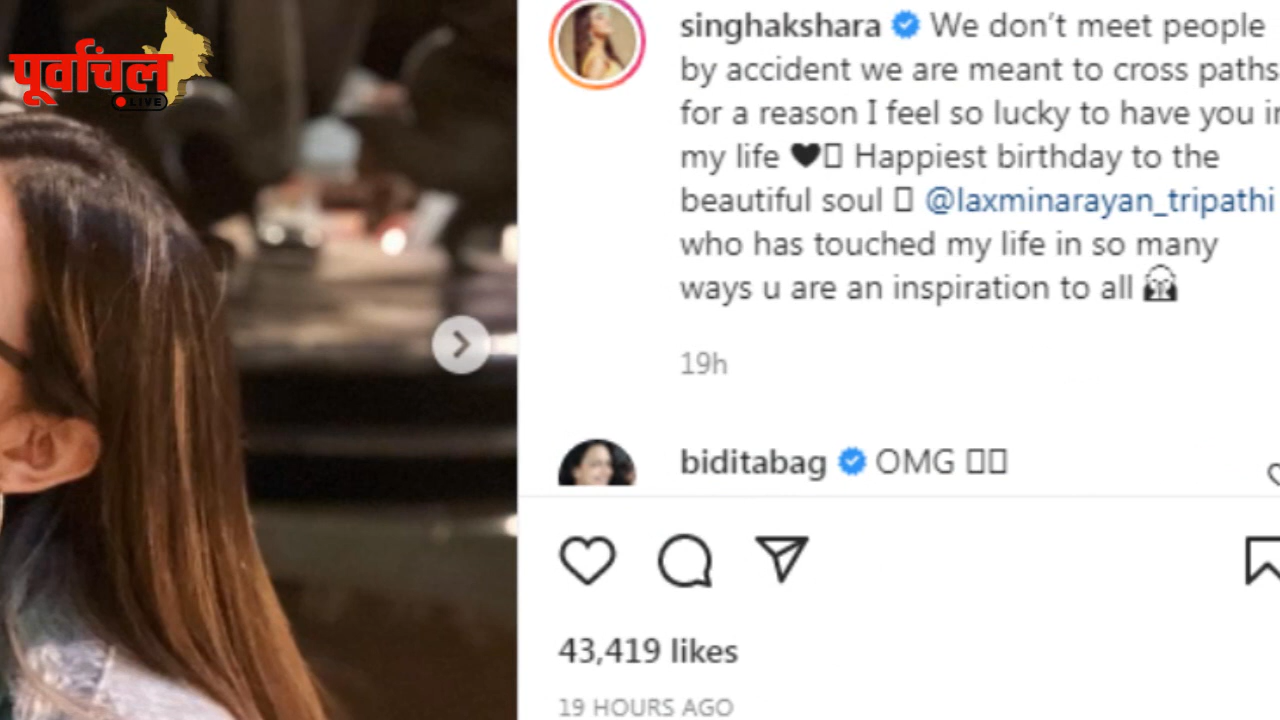 पूर्वांचल
LIVE
singhakshara We don't meet people
by accident we are meant to cross paths
for a reason I feel so lucky to have you in
my life ♥ Happiest birthday to the
beautiful soul @laxminarayan_tripathi
who has touched my life in so many
ways u are an inspiration to all
19h
biditabag OMG
43,419 likes
19 HOURS AGO